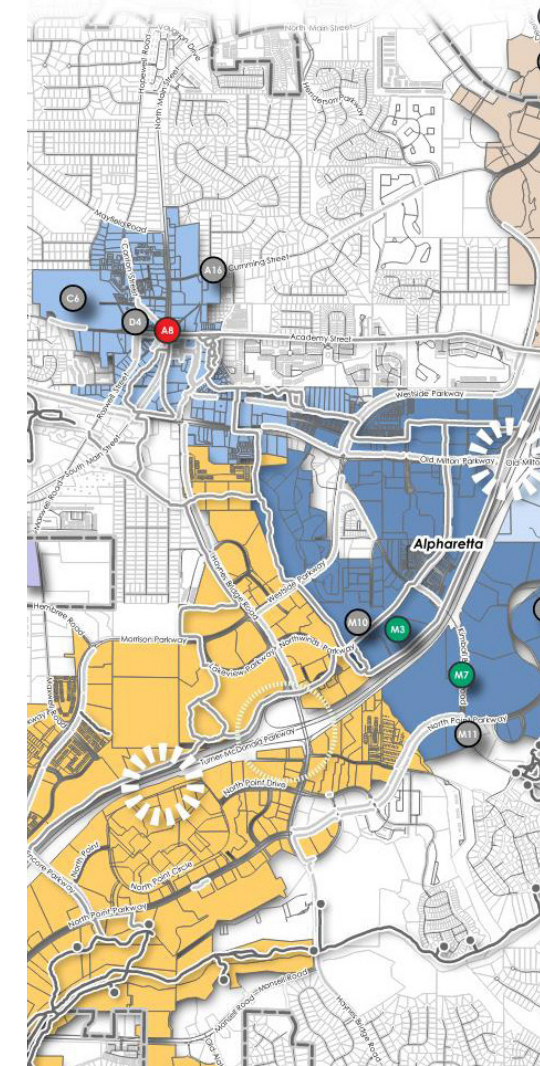 North Main Street
Hopewell Road
North Main Street
Henderson Parkway
Mayfield Road
Canton Street
A16
Cumming Street
C6
D4
A8
Academy Street
Roswell Street
Westside Parkway
Maxwell Road
South Main Street
Old Milton Parkway
Old Milto
Alpharetta
Haynes Bridge Road
Westside Parkway
Hembree Road
M10
M3
Morrison Parkway
Northwinds Parkway
Lakeview Parkway
M7
Maxwell Road
North Point Parkway
M11
Turner McDonald Parkway
North Point Drive
North Point
North Point Circle
North Point Parkway
Mansell Road
Mansell Road
Haynes Bridge Road